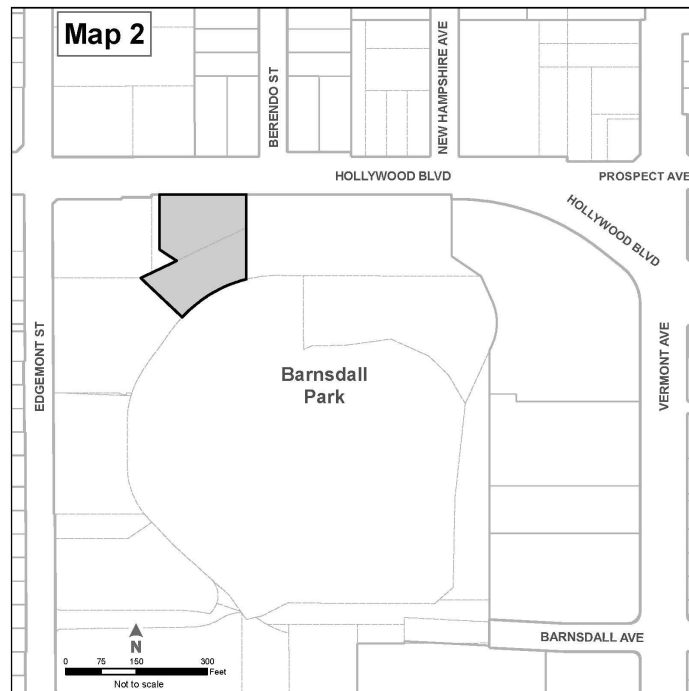 Map 2
BERENDO ST
NEW HAMPSHIRE AVE
HOLLYWOOD BLVD
PROSPECT AVE
HOLLYWOOD BLVD
EDGEMONT ST
VERMONT AVE
Barnsdall
Park
BARNSDALL AVE
N
0 75 150 300
Feet
Not to scale